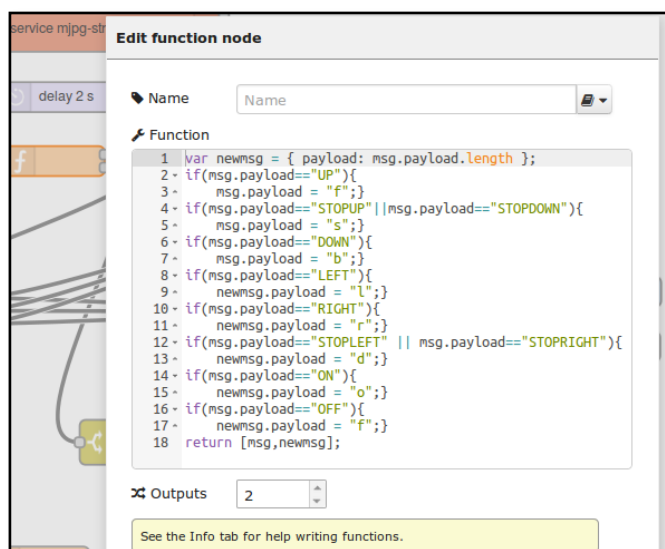 service mjpg-str
Edit function node
delay 2 s
Name
Name
Function
1 var newmsg = { payload: msg.payload.length };
2 if(msg.payload=="UP"){
3     msg.payload = "f";}
4 if(msg.payload=="STOPUP"||msg.payload=="STOPDOWN"){
5     msg.payload = "s";}
6 if(msg.payload=="DOWN"){
7     msg.payload = "b";}
8 if(msg.payload=="LEFT"){
9     newmsg.payload = "l";}
10 if(msg.payload=="RIGHT"){
11     newmsg.payload = "r";}
12 if(msg.payload=="STOPLEFT" || msg.payload=="STOPRIGHT"){
13     newmsg.payload = "d";}
14 if(msg.payload=="ON"){
15     newmsg.payload = "o";}
16 if(msg.payload=="OFF"){
17     newmsg.payload = "f";}
18 return [msg,newmsg];
Outputs
2
See the Info tab for help writing functions.